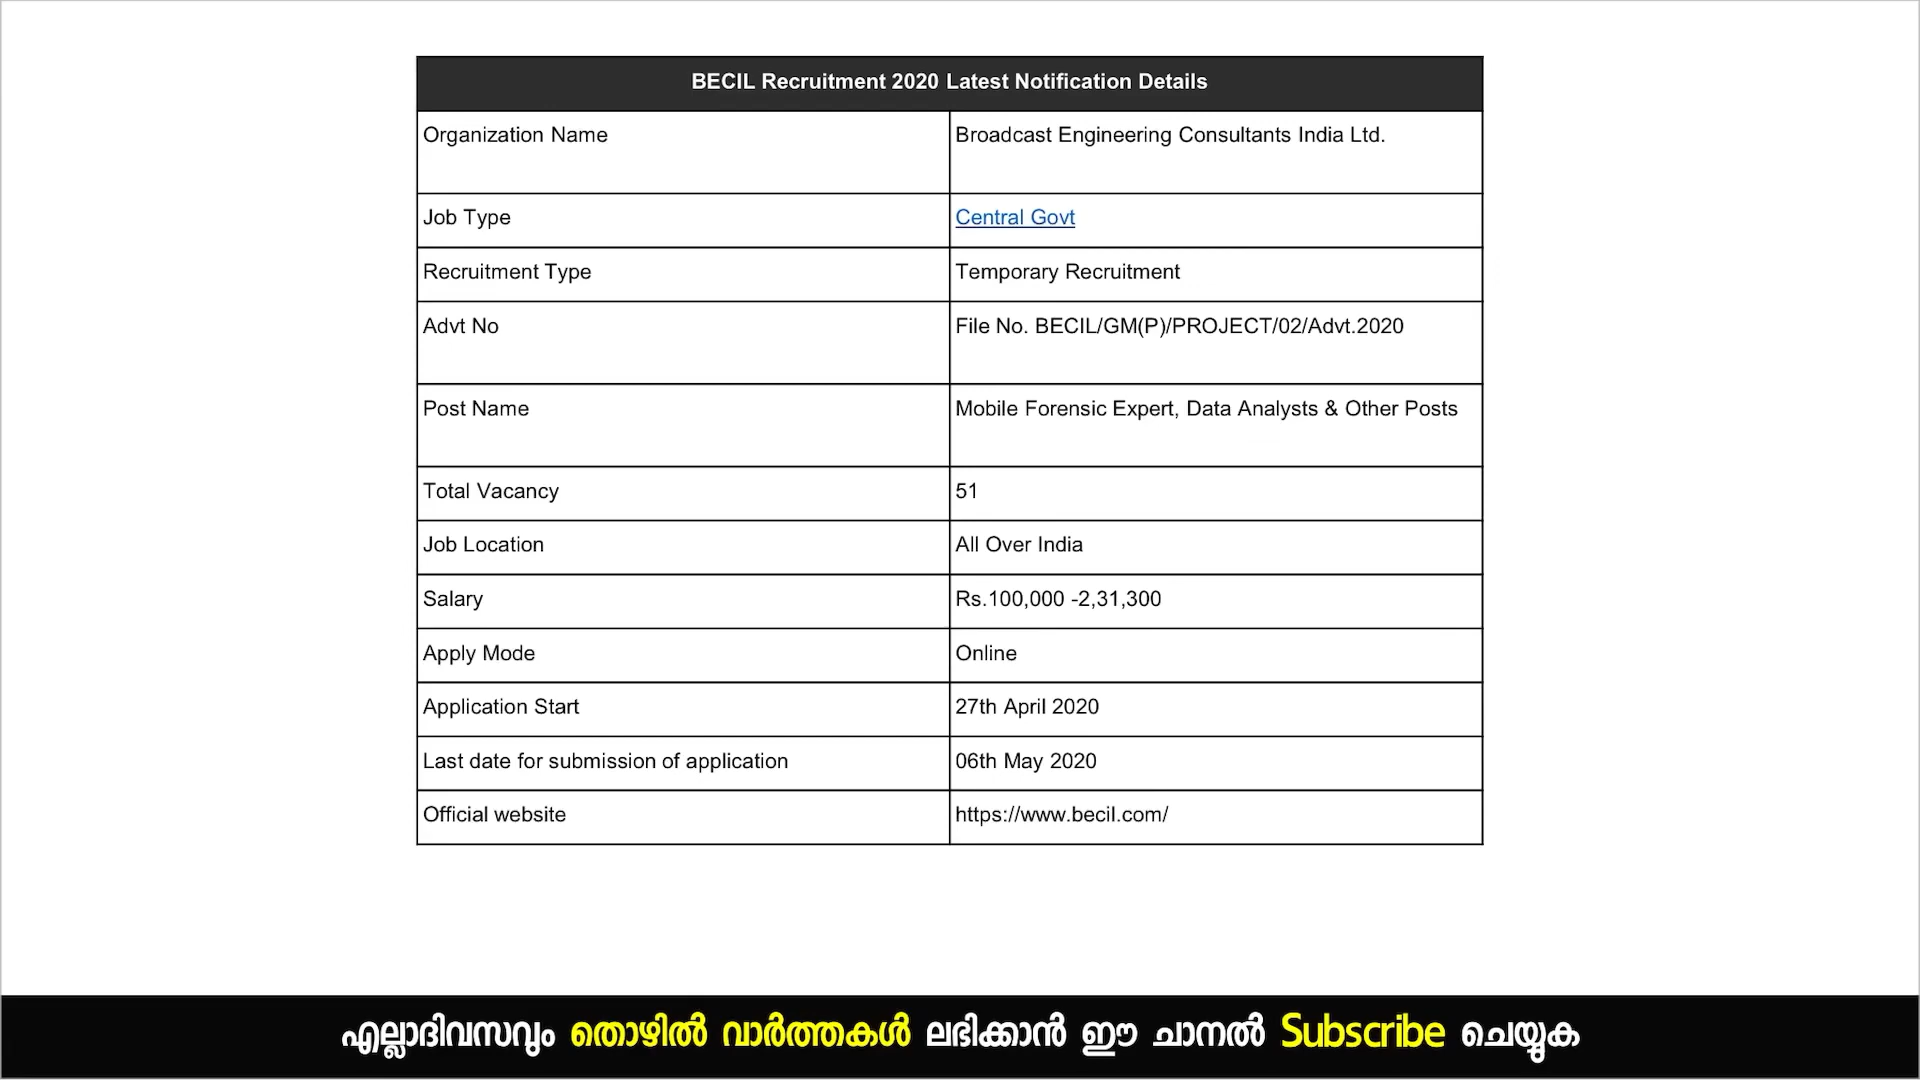 BECIL Recruitment 2020 Latest Notification Details
Organization Name Broadcast Engineering Consultants India Ltd.
Job Type Central Govt
Recruitment Type Temporary Recruitment
Advt No File No. BECIL/GM(P)/PROJECT/02/Advt.2020
Post Name Mobile Forensic Expert, Data Analysts & Other Posts
Total Vacancy 51
Job Location All Over India
Salary Rs.100,000 -2,31,300
Apply Mode Online
Application Start 27th April 2020
Last date for submission of application 06th May 2020
Official website https://www.becil.com/
എല്ലാദിവസവും തൊഴിൽ വാർത്തകൾ ലഭിക്കാൻ ഈ ചാനൽ Subscribe ചെയ്യുക